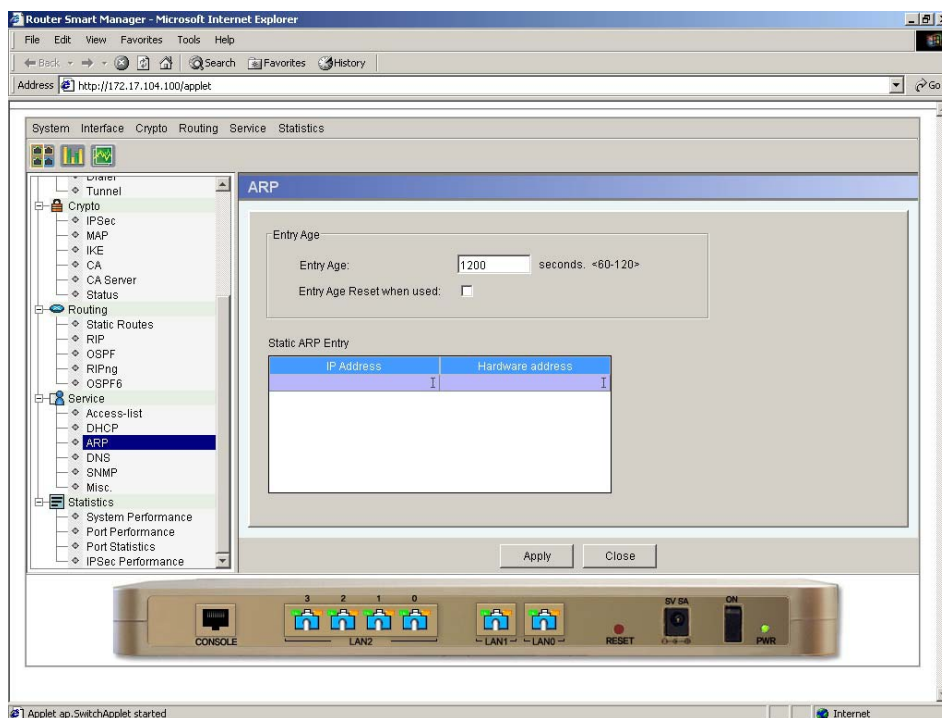 Router Smart Manager - Microsoft Internet Explorer
File Edit View Favorites Tools Help
Back Search Favorites History
Address http://172.17.104.100/applet Go
System Interface Crypto Routing Service Statistics
Dialer
Tunnel
Crypto
IPSec
MAP
IKE
CA
CA Server
Status
Routing
Static Routes
RIP
OSPF
RIPng
OSPF6
Service
Access-list
DHCP
ARP
DNS
SNMP
Misc.
Statistics
System Performance
Port Performance
Port Statistics
IPSec Performance
ARP
Entry Age
Entry Age: 1200 seconds. <60-120>
Entry Age Reset when used:
Static ARP Entry
IP Address Hardware address
Apply Close
3 2 1 0 5V 5A ON
CONSOLE LAN2 LAN1 LAN0 RESET PWR
Applet ap.SwitchApplet started Internet